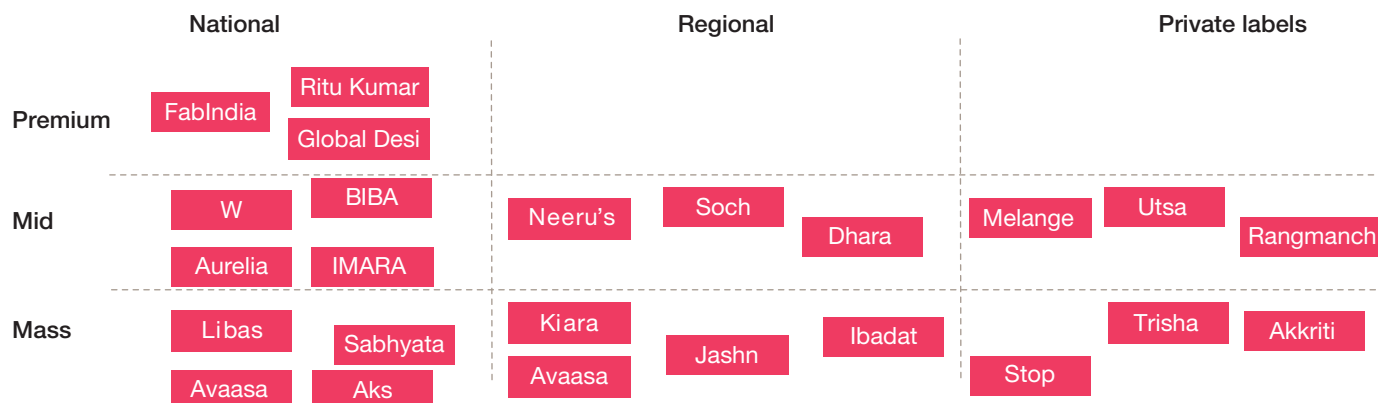 National
Regional
Private labels
Premium
FabIndia
Ritu Kumar
Global Desi
Mid
W
BIBA
Aurelia
IMARA
Neeru's
Soch
Dhara
Melange
Utsa
Rangmanch
Mass
Libas
Sabhyata
Avaasa
Aks
Kiara
Jashn
Ibadat
Avaasa
Trisha
Akkriti
Stop